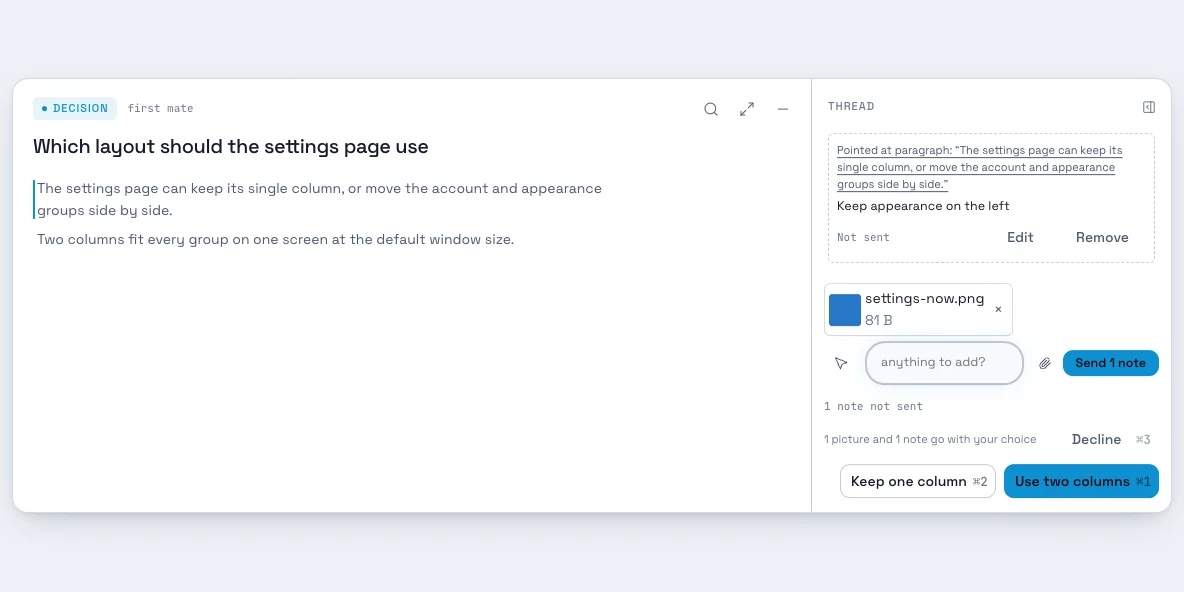 DECISION first mate
Which layout should the settings page use
The settings page can keep its single column, or move the account and appearance
groups side by side.
Two columns fit every group on one screen at the default window size.
THREAD
Pointed at paragraph: “The settings page can keep its
single column, or move the account and appearance
groups side by side.”
Keep appearance on the left
Not sent Edit Remove
settings-now.png
81 B ×
anything to add? Send 1 note
1 note not sent
1 picture and 1 note go with your choice Decline ⌘3
Keep one column ⌘2 Use two columns ⌘1